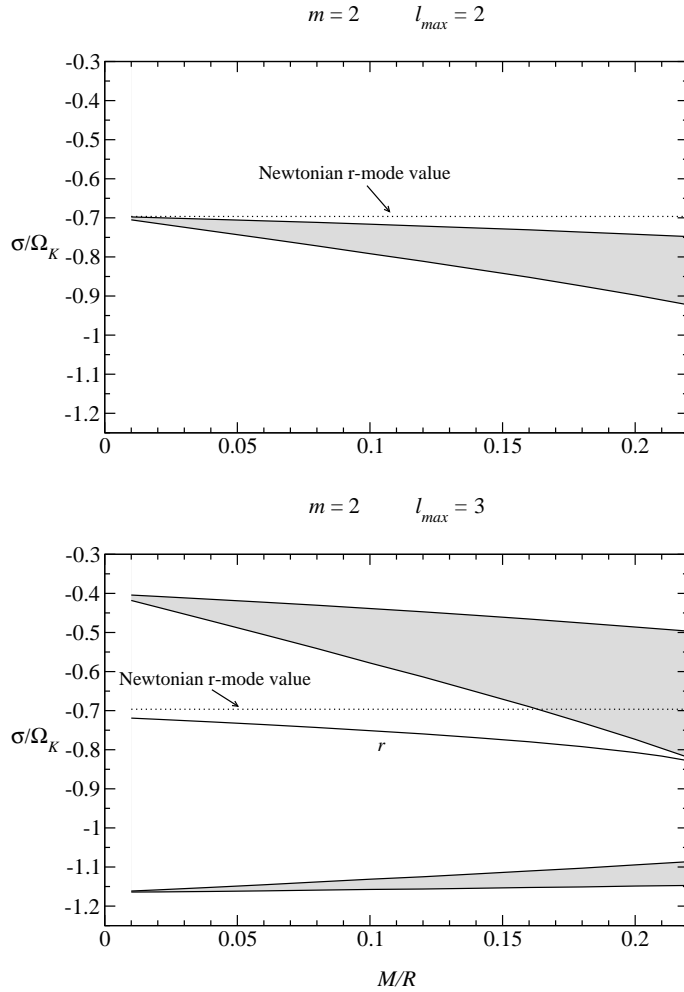 m = 2 l_max = 2
-0.3
-0.4
-0.5
-0.6
Newtonian r-mode value
-0.7
σ/Ω_K
-0.8
-0.9
-1
-1.1
-1.2
0 0.05 0.1 0.15 0.2
m = 2 l_max = 3
-0.3
-0.4
-0.5
-0.6
Newtonian r-mode value
-0.7
σ/Ω_K
r
-0.8
-0.9
-1
-1.1
-1.2
0 0.05 0.1 0.15 0.2
M/R